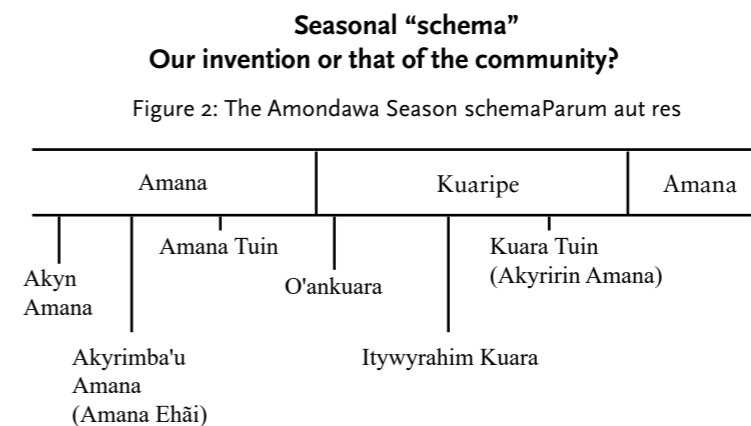 Seasonal “schema”
Our invention or that of the community?
Figure 2: The Amondawa Season schemaParum aut res
Amana
Kuaripe
Amana
Akyn
Amana
Akyrimba'u
Amana
(Amana Ehãi)
Amana Tuin
O'ankuara
Itywyrahim Kuara
Kuara Tuin
(Akyririn Amana)